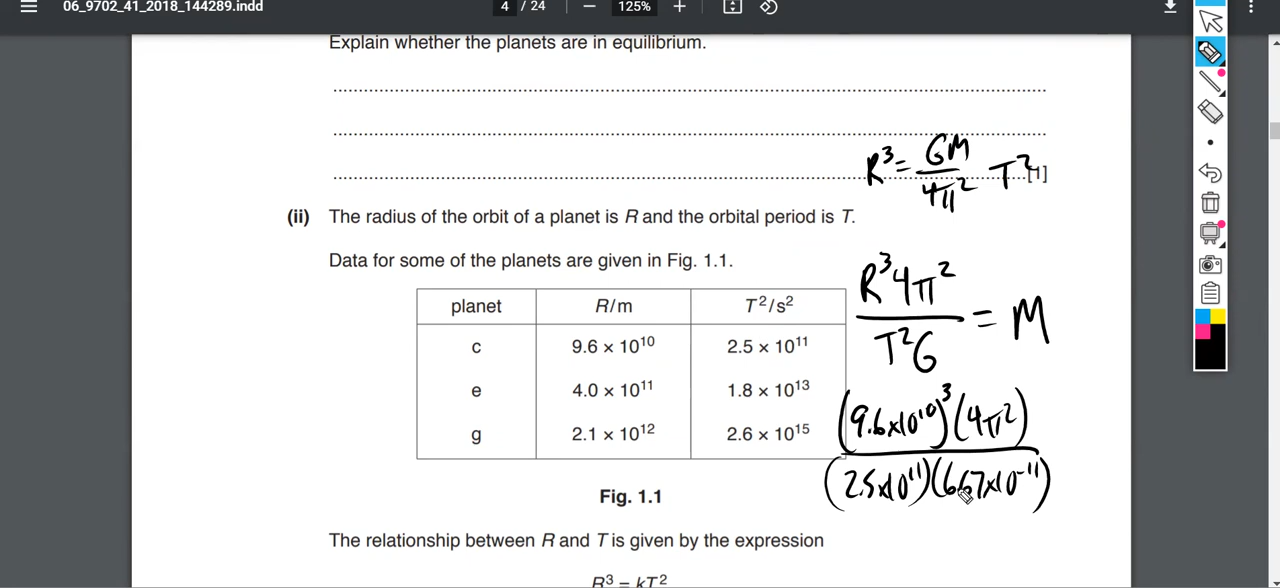 06_9702_41_2018_144289.indd
4 / 24
125%
Explain whether the planets are in equilibrium.
R³ = GM/4π² T²
[1]
(ii) The radius of the orbit of a planet is R and the orbital period is T.
Data for some of the planets are given in Fig. 1.1.
planet R/m T²/s²
c 9.6 × 10¹⁰ 2.5 × 10¹¹
e 4.0 × 10¹¹ 1.8 × 10¹³
g 2.1 × 10¹² 2.6 × 10¹⁵
R³4π²/T²G = M
(9.6×10¹⁰)³(4π²)
(2.5×10¹¹)(6.67×10⁻¹¹)
Fig. 1.1
The relationship between R and T is given by the expression
R³ = kT²